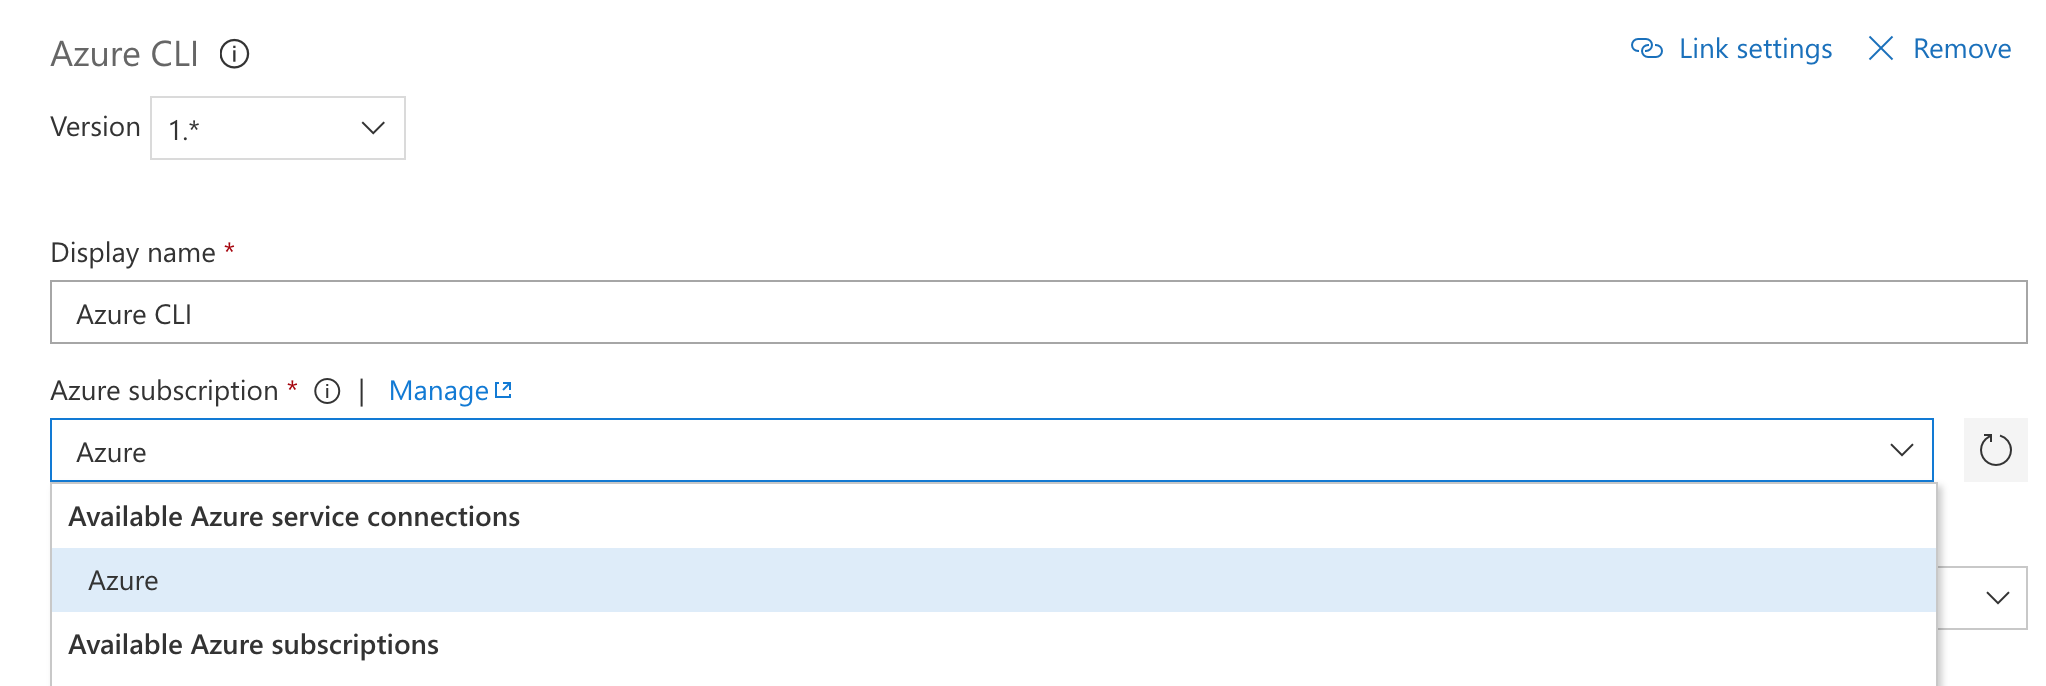 Azure CLI
Link settings
Remove
Version 1.*
Display name *
Azure CLI
Azure subscription * | Manage
Azure
Available Azure service connections
Azure
Available Azure subscriptions